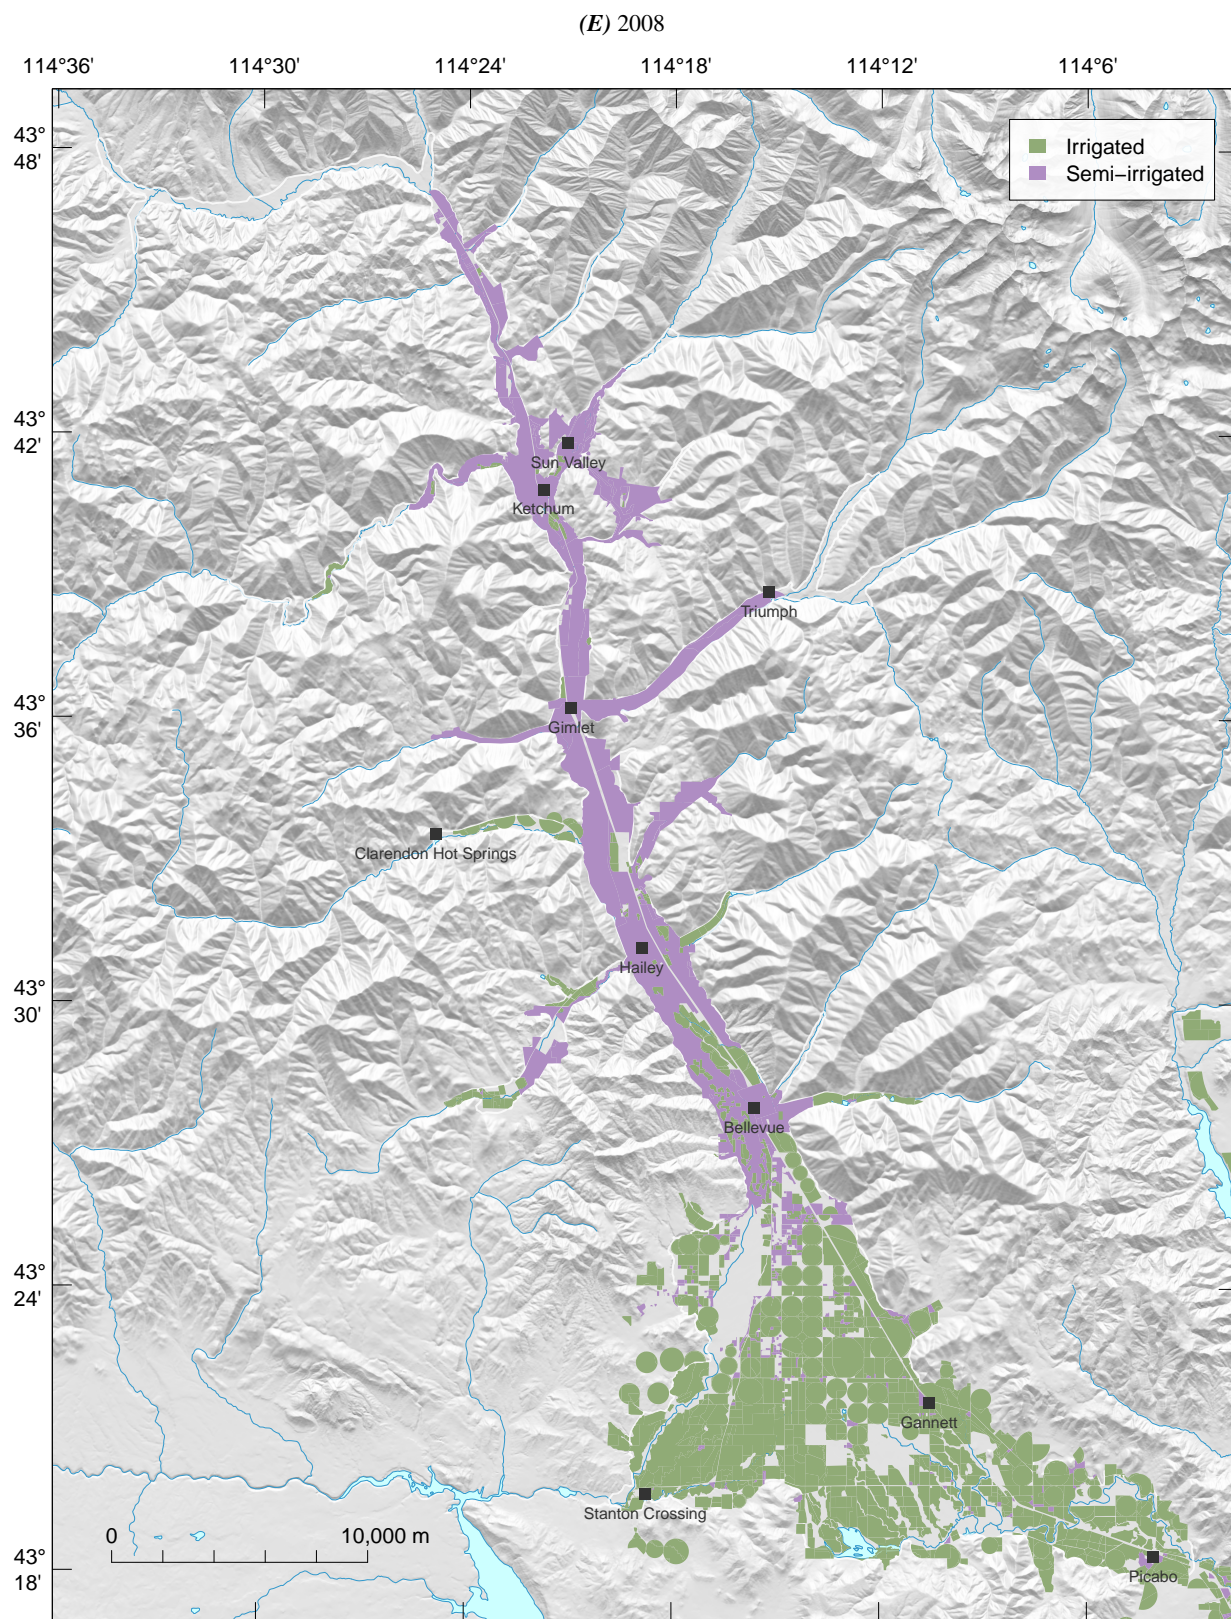 (E) 2008
114°36' 114°30' 114°24' 114°18' 114°12' 114°6'
43°
48'
Irrigated
Semi−irrigated
43°
42'
Sun Valley
Ketchum
Triumph
43°
36'
Gimlet
Clarendon Hot Springs
Hailey
43°
30'
Bellevue
43°
24'
Gannett
Stanton Crossing
0 10,000 m
43°
18'
Picabo